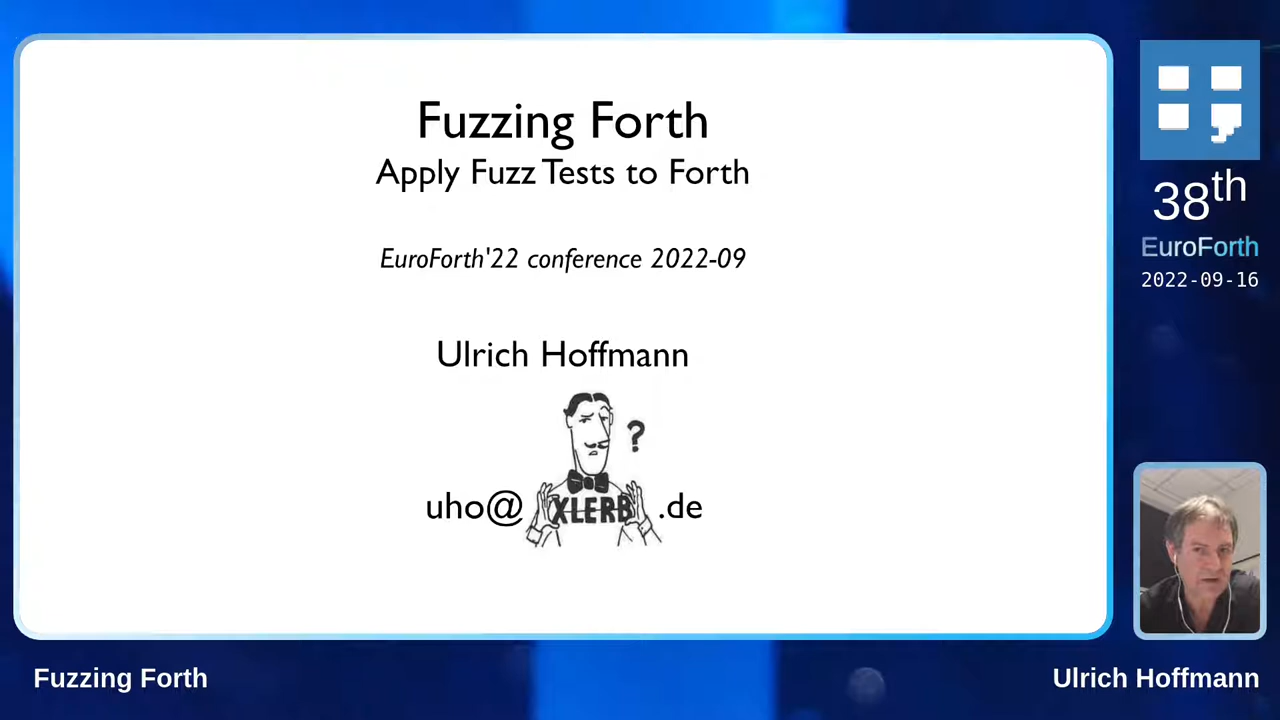 Fuzzing Forth
Apply Fuzz Tests to Forth
EuroForth'22 conference 2022-09
Ulrich Hoffmann
?
uho@XLERB.de
38th
EuroForth
2022-09-16
Fuzzing Forth
Ulrich Hoffmann